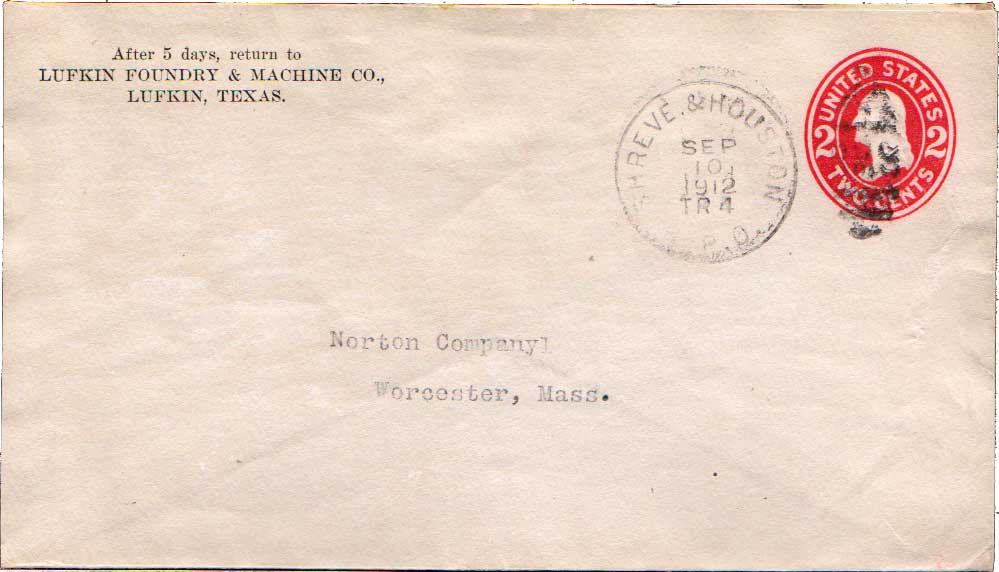 After 5 days, return to
LUFKIN FOUNDRY & MACHINE CO.,
LUFKIN, TEXAS.
SHREVE. & HOUSTON
SEP
10
1912
TR 4
UNITED STATES
2 2
TWO CENTS
Norton Company
Worcester, Mass.